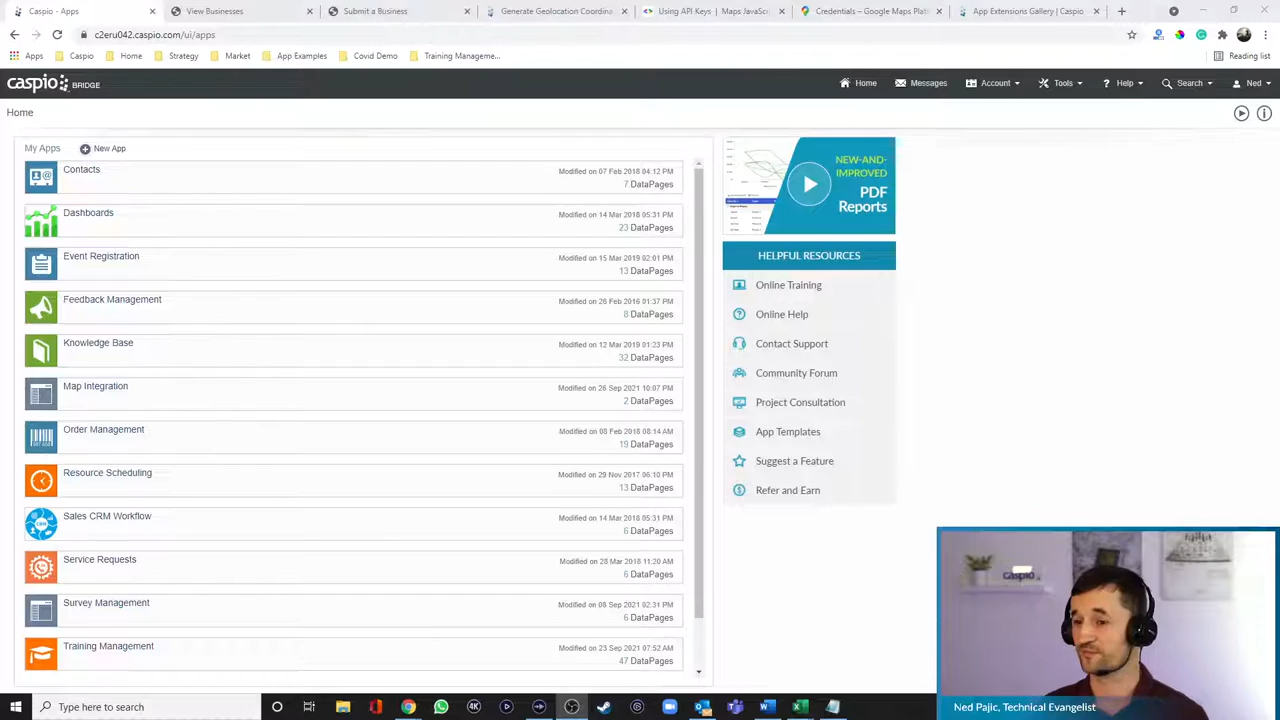 Caspio - Apps
View Businesses
Submit a Business
Generate Geolocation Coordina
Using API Keys | Maps JavaSc
Credentials – Google Maps Plat
App Extensions Gallery | Caspio
c2eru042.caspio.com/ui/apps
Apps
Caspio
Home
Strategy
Market
App Examples
Covid Demo
Training Manageme...
Reading list
caspio BRIDGE
Home
Messages
Account
Tools
Help
Search
Ned
Home
My Apps
New App
Contacts
Modified on 07 Feb 2018 04:12 PM
7 DataPages
Dashboards
Modified on 14 Mar 2018 05:31 PM
23 DataPages
Event Registration
Modified on 15 Mar 2019 02:01 PM
13 DataPages
Feedback Management
Modified on 26 Feb 2016 01:37 PM
8 DataPages
Knowledge Base
Modified on 12 Mar 2019 01:23 PM
32 DataPages
Map Integration
Modified on 26 Sep 2021 10:07 PM
2 DataPages
Order Management
Modified on 08 Feb 2018 08:14 AM
19 DataPages
Resource Scheduling
Modified on 29 Nov 2017 06:10 PM
13 DataPages
Sales CRM Workflow
Modified on 14 Mar 2018 05:31 PM
6 DataPages
Service Requests
Modified on 28 Mar 2018 11:20 AM
6 DataPages
Survey Management
Modified on 08 Sep 2021 02:31 PM
6 DataPages
Training Management
Modified on 23 Sep 2021 07:52 AM
47 DataPages
NEW-AND-
IMPROVED
PDF
Reports
HELPFUL RESOURCES
Online Training
Online Help
Contact Support
Community Forum
Project Consultation
App Templates
Suggest a Feature
Refer and Earn
caspio
Ned Pajic, Technical Evangelist
Type here to search